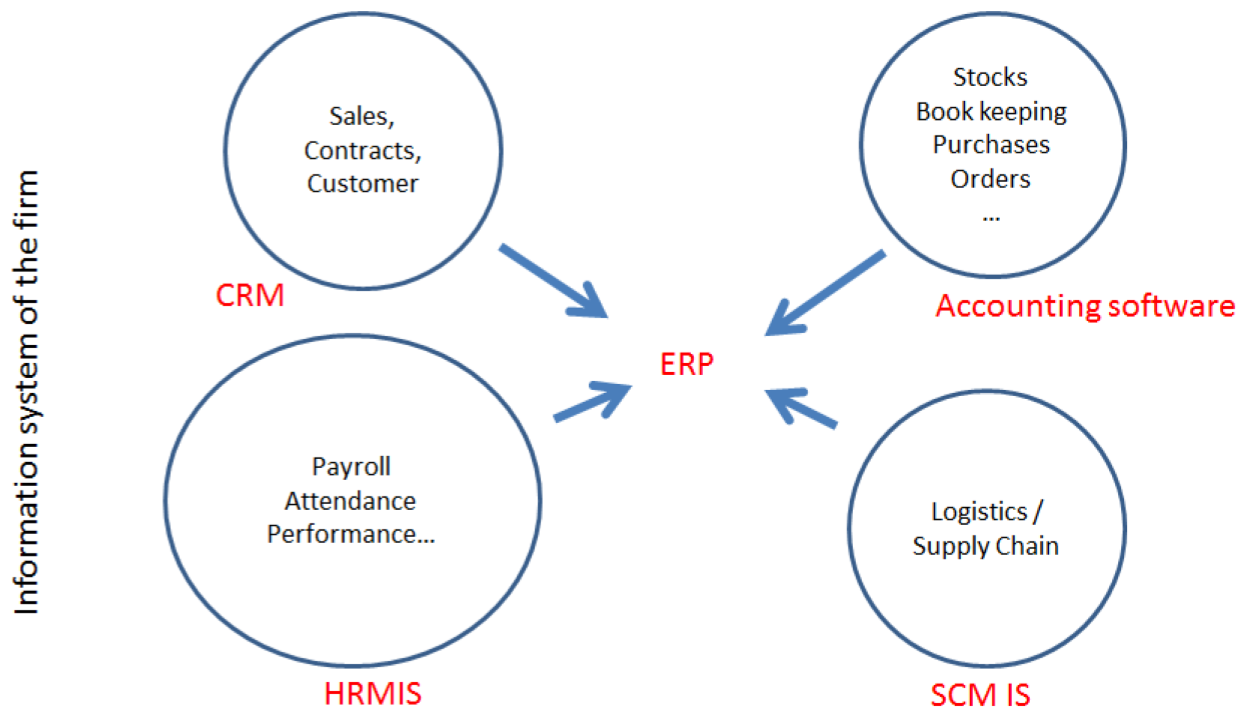 Information system of the firm
Sales,
Contracts,
Customer
CRM
Stocks
Book keeping
Purchases
Orders
...
Accounting software
ERP
Payroll
Attendance
Performance...
HRMIS
Logistics /
Supply Chain
SCM IS